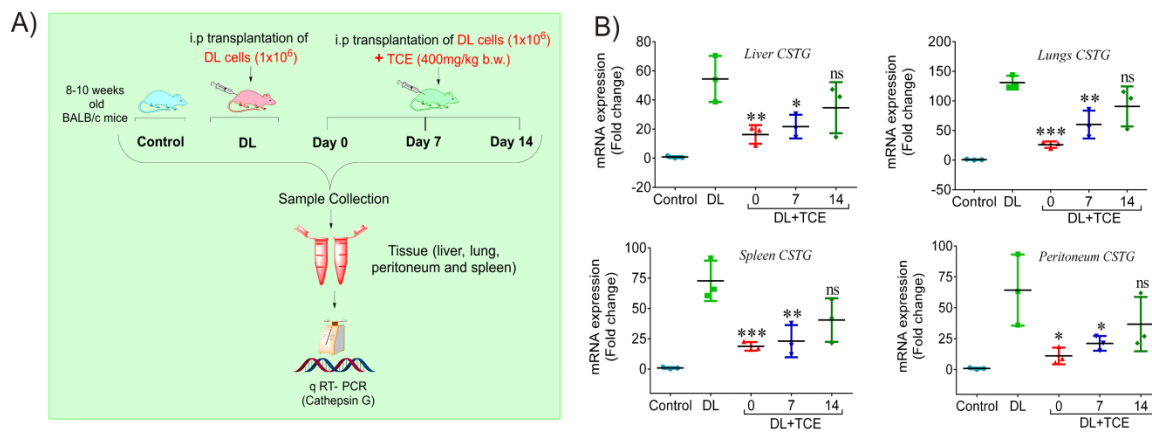 A)
i.p transplantation of
DL cells (1x10⁶)
i.p transplantation of DL cells (1x10⁶)
+ TCE (400mg/kg b.w.)
8-10 weeks
old
BALB/c mice
Control
DL
Day 0
Day 7
Day 14
Sample Collection
Tissue (liver, lung,
peritoneum and spleen)
q RT- PCR
(Cathepsin G)
B)
Liver CSTG
mRNA expression
(Fold change)
80
60
40
20
0
-20
**
*
ns
Control DL 0 7 14
DL+TCE
Lungs CSTG
mRNA expression
(Fold change)
200
150
100
50
0
-50
***
**
ns
Control DL 0 7 14
DL+TCE
Spleen CSTG
mRNA expression
(Fold change)
100
75
50
25
0
***
**
ns
Control DL 0 7 14
DL+TCE
Peritoneum CSTG
mRNA expression
(Fold change)
100
75
50
25
0
*
*
ns
Control DL 0 7 14
DL+TCE